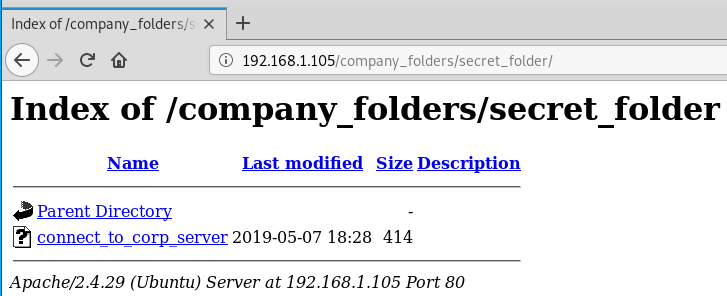 Index of /company_folders/s
192.168.1.105/company_folders/secret_folder/
Index of /company_folders/secret_folder
Name Last modified Size Description
Parent Directory -
connect_to_corp_server 2019-05-07 18:28 414
Apache/2.4.29 (Ubuntu) Server at 192.168.1.105 Port 80